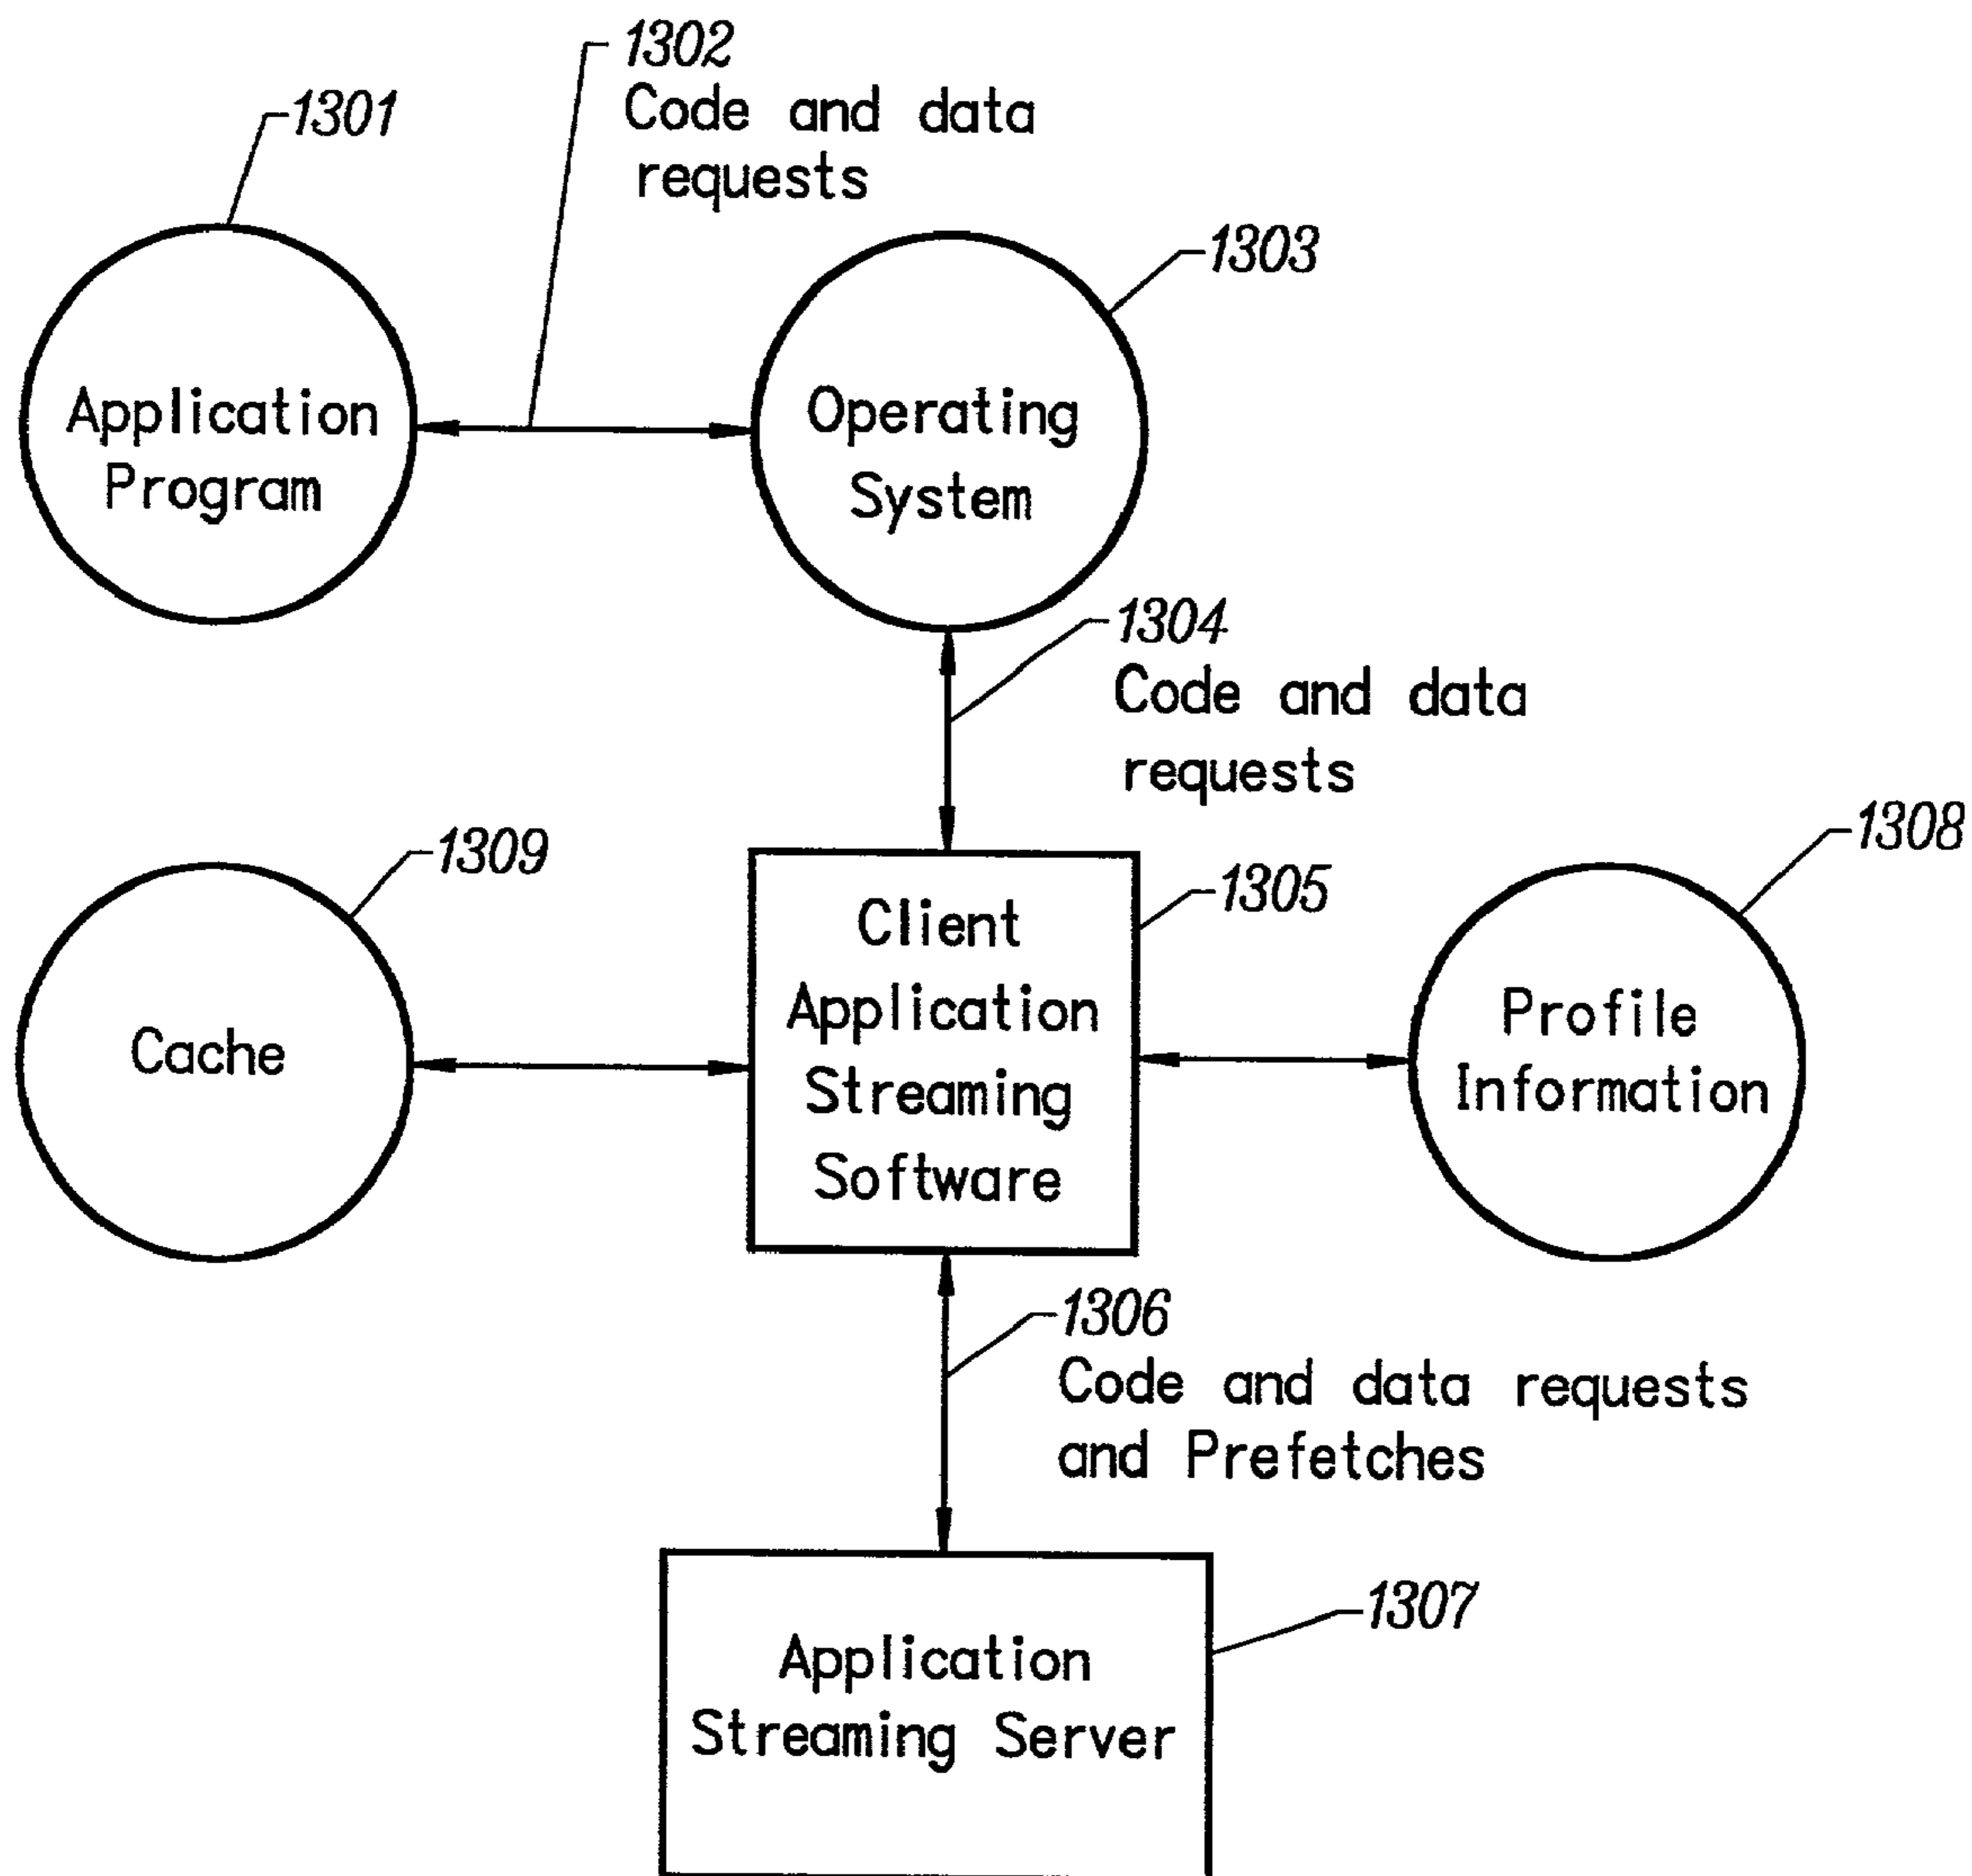 1302
Code and data
requests
1301
1303
Application
Program
Operating
System
1304
Code and data
requests
1309
1308
1305
Client
Application
Streaming
Software
Cache
Profile
Information
1306
Code and data requests
and Prefetches
1307
Application
Streaming Server